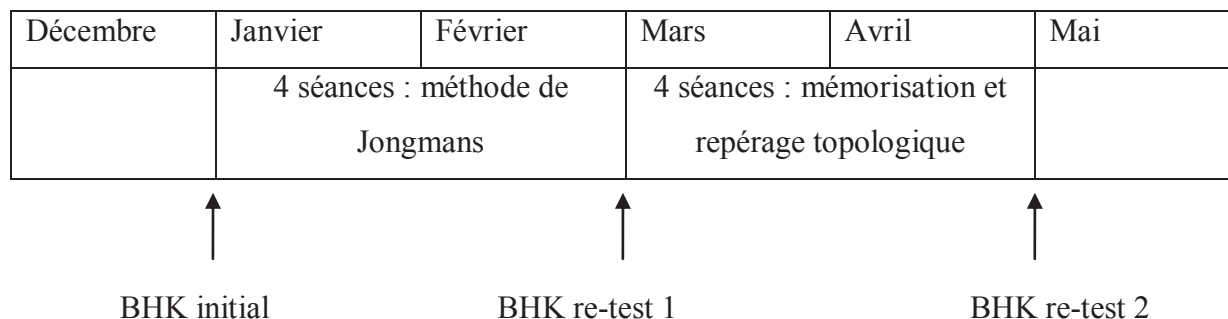 Décembre Janvier Février Mars Avril Mai
4 séances : méthode de 4 séances : mémorisation et
Jongmans repérage topologique
BHK initial BHK re-test 1 BHK re-test 2